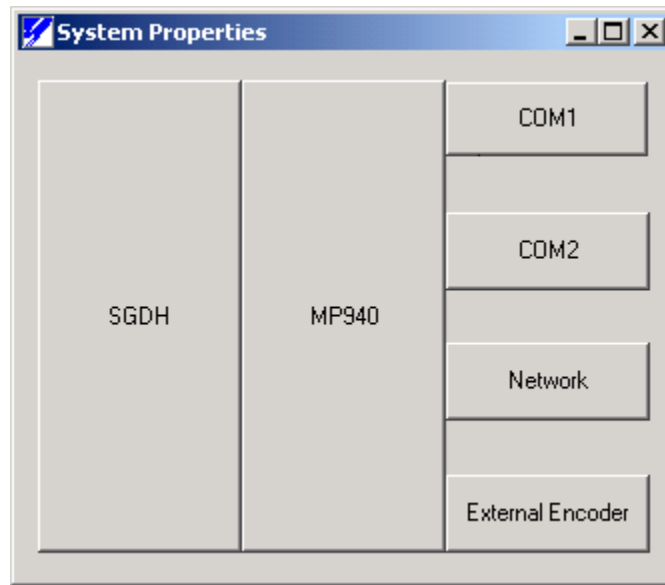 System Properties
SGDH
MP940
COM1
COM2
Network
External Encoder